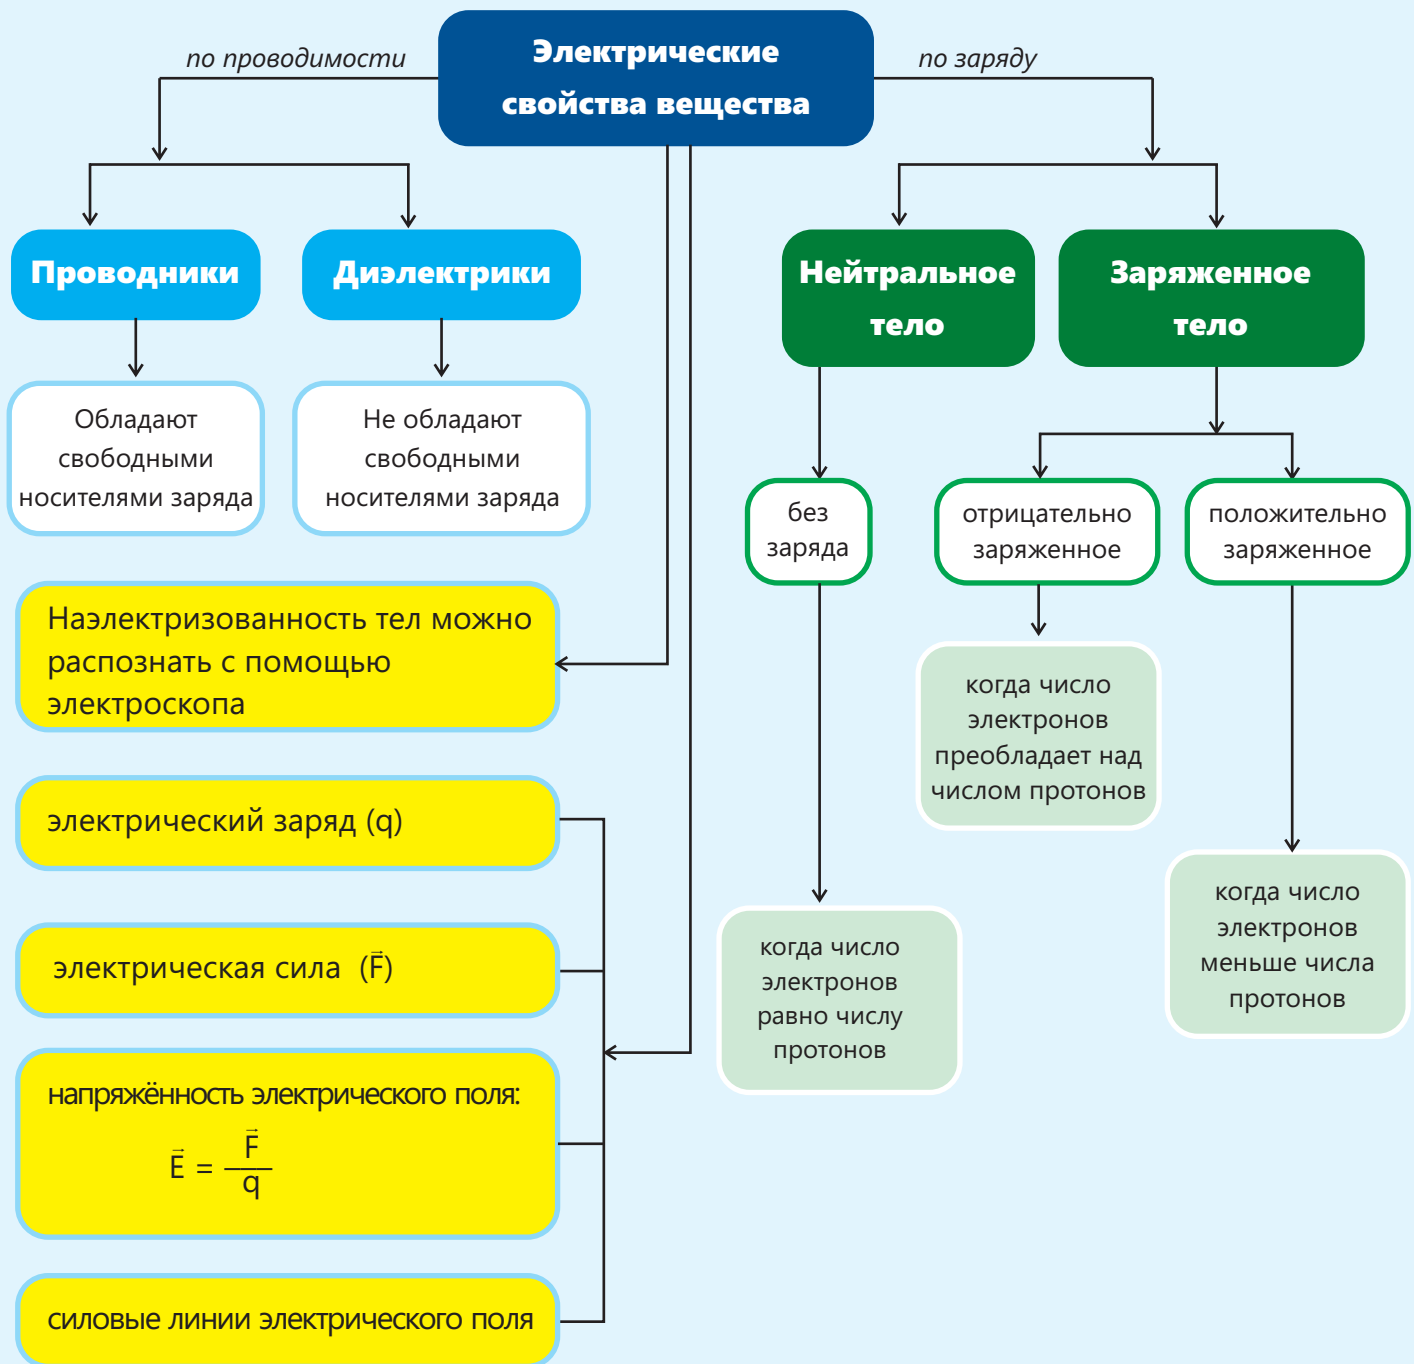 Электрические
свойства вещества
по проводимости
по заряду
Проводники
Диэлектрики
Нейтральное
тело
Заряженное
тело
Обладают
свободными
носителями заряда
Не обладают
свободными
носителями заряда
без
заряда
отрицательно
заряженное
положительно
заряженное
Наэлектризованность тел можно
распознать с помощью
электроскопа
когда число
электронов
преобладает над
числом протонов
электрический заряд (q)
когда число
электронов
меньше числа
протонов
электрическая сила (F⃗)
когда число
электронов
равно числу
протонов
напряжённость электрического поля:
E⃗ = F⃗/q
силовые линии электрического поля